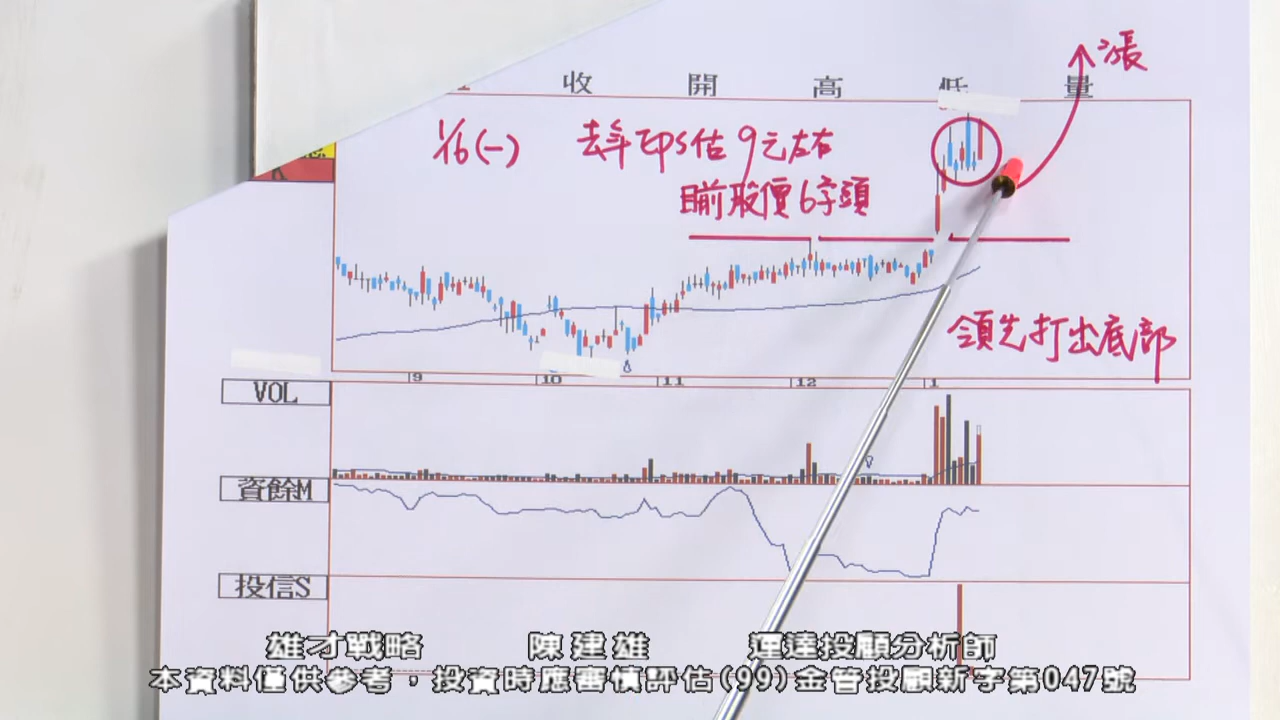 收 開 高 低 量
漲
1/16(一) 去年EPS估9元左右
目前股價6字頭
領先打出底部
9 10 11 12 1
VOL
資餘M
投信S
雄才戰略 陳建雄 運達投顧分析師
本資料僅供參考，投資時應審慎評估(99)金管投顧新字第047號